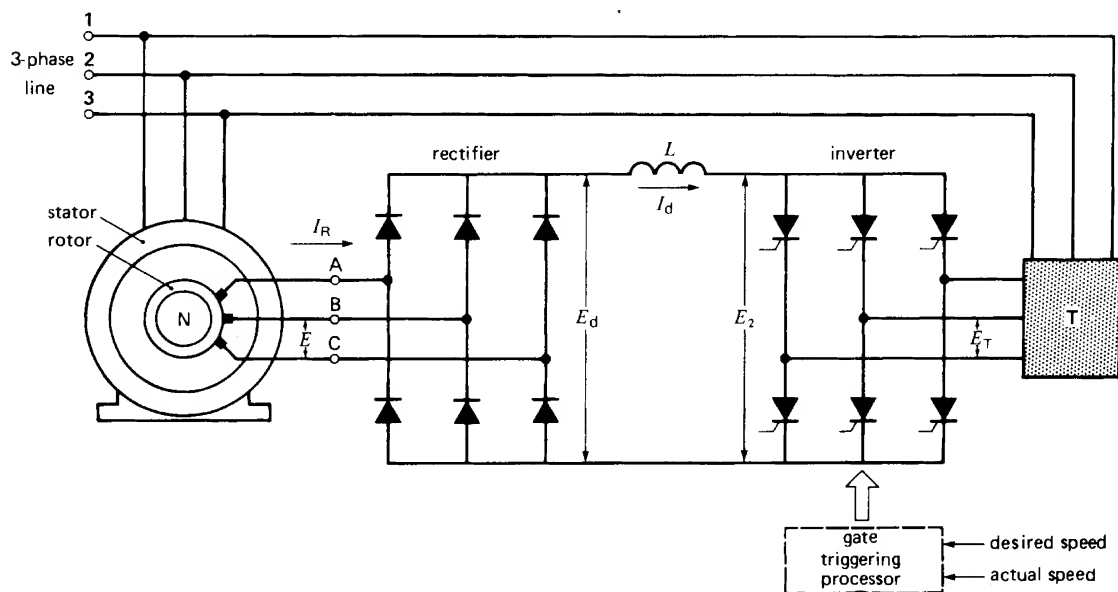 1
3-phase 2
line
3
rectifier
L
inverter
I_d
stator
rotor
I_R
A
N
B
E
C
E_d
E_2
E_T
T
gate
triggering
processor
desired speed
actual speed